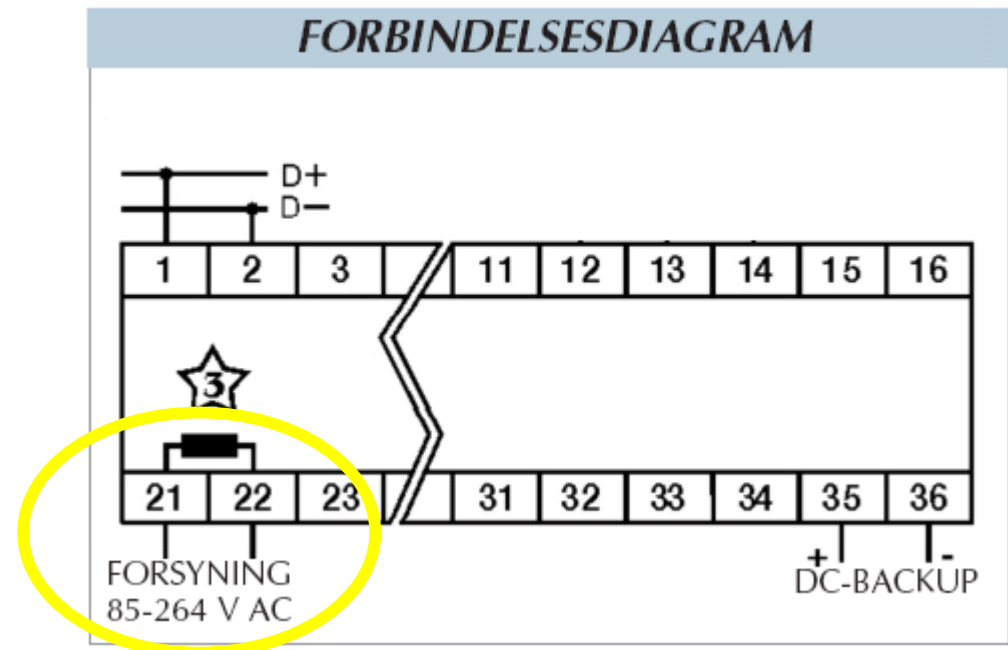 FORBINDELSESDIAGRAM
D+
D−
1 2 3 11 12 13 14 15 16
3
21 22 23 31 32 33 34 35 36
+ -
FORSYNING DC-BACKUP
85-264 V AC